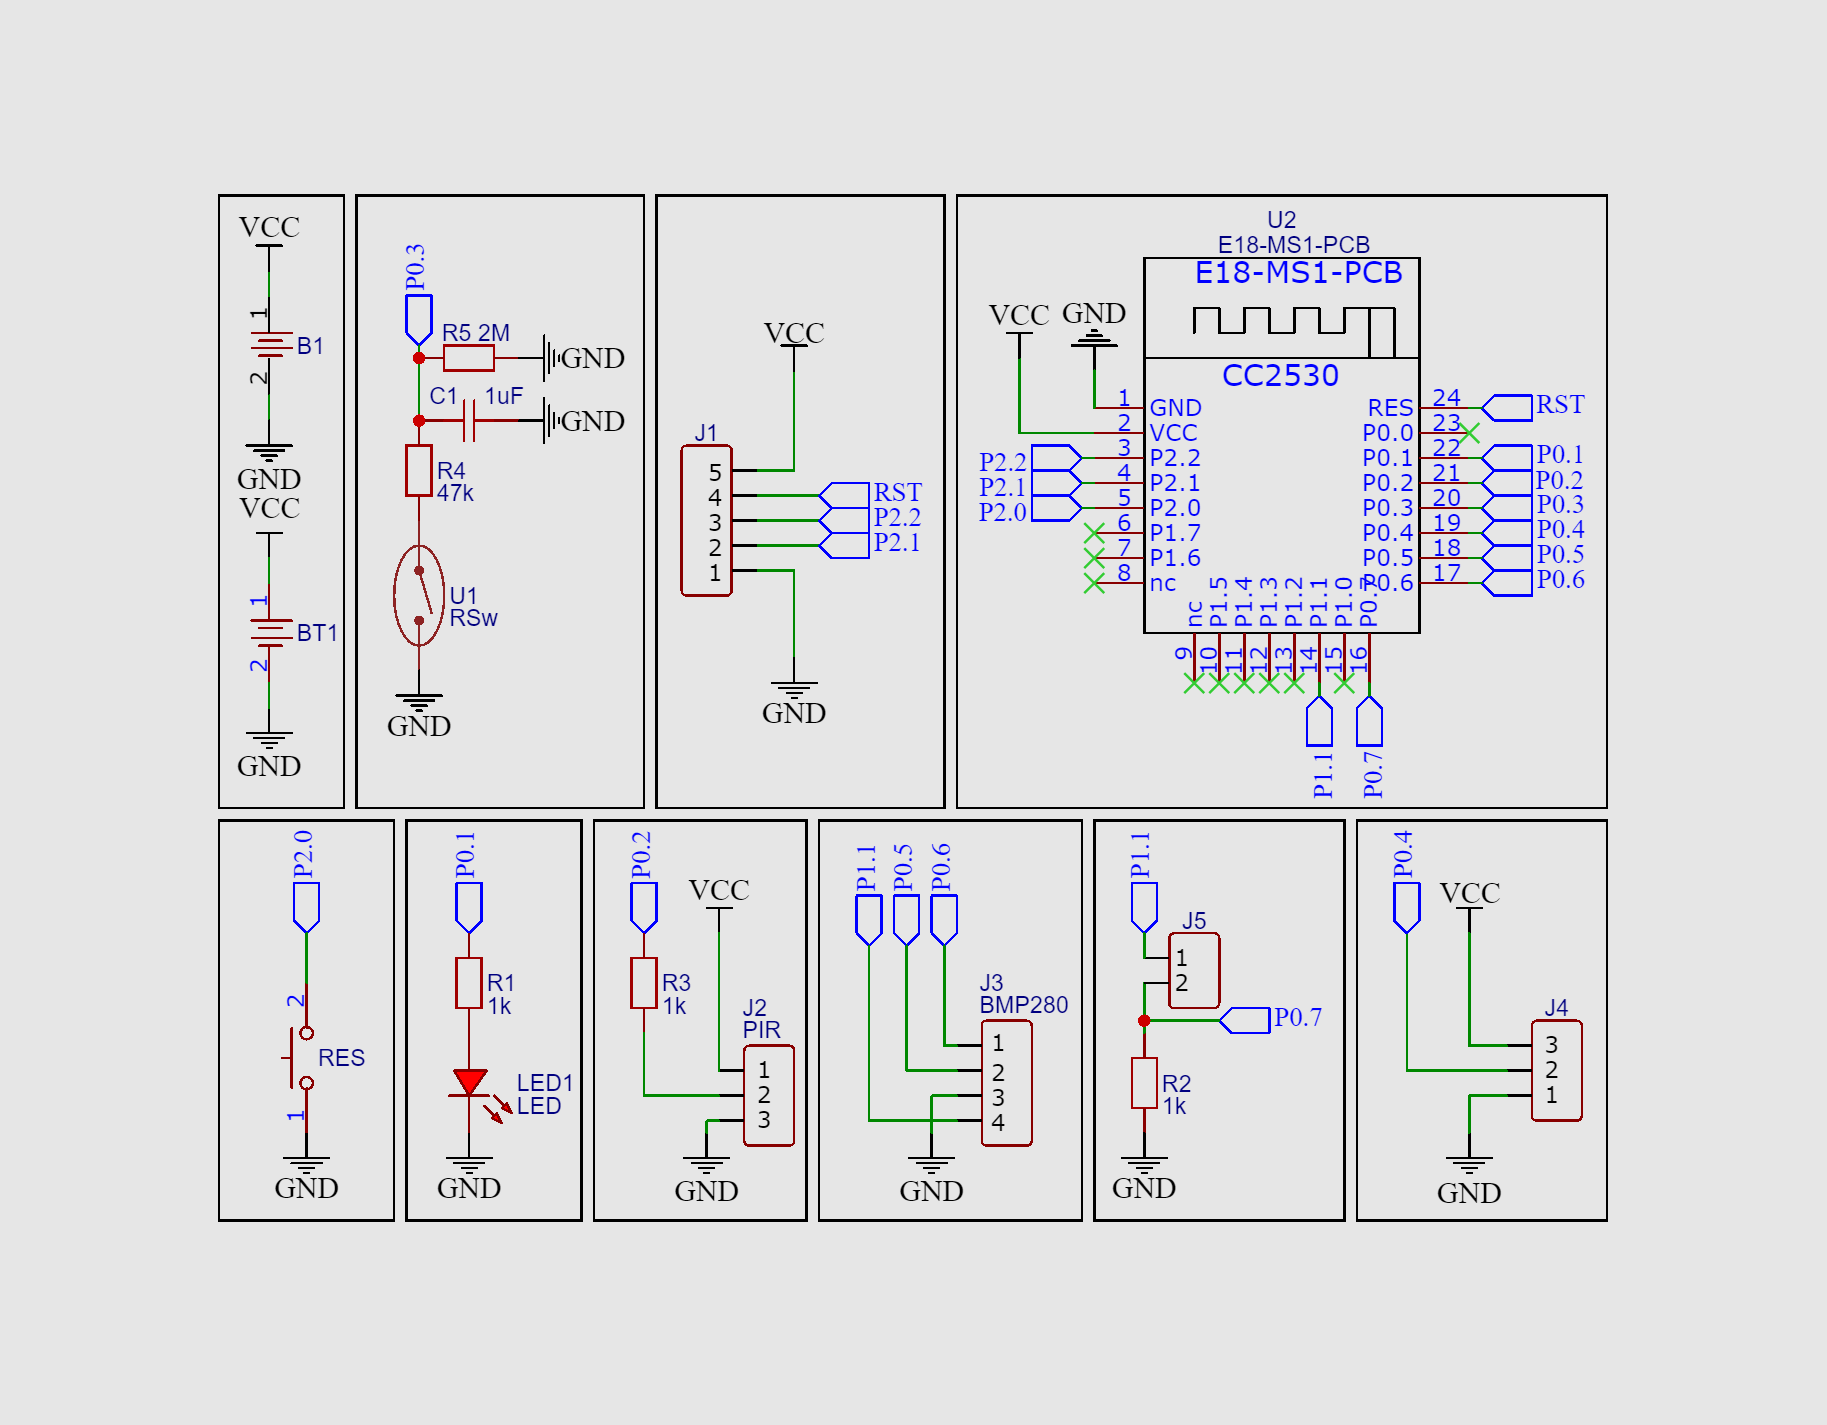 VCC
1
B1
2
GND
VCC
1
BT1
2
GND
P0.3
R5 2M
GND
C1 1uF
GND
R4
47k
U1
RSw
GND
VCC
J1
5
4 RST
3 P2.2
2 P2.1
1
GND
U2
E18-MS1-PCB
E18-MS1-PCB
CC2530
VCC GND
1 GND
2 VCC
P2.2 3 P2.2
P2.1 4 P2.1
P2.0 5 P2.0
6 P1.7
7 P1.6
8 nc
RES 24 RST
P0.0 23
P0.1 22 P0.1
P0.2 21 P0.2
P0.3 20 P0.3
P0.4 19 P0.4
P0.5 18 P0.5
P0.6 17 P0.6
nc P1.5 P1.4 P1.3 P1.2 P1.1 P1.0 P0.7
9 10 11 12 13 14 15 16
P1.1 P0.7
P2.0
2
RES
1
GND
P0.1
R1
1k
LED1
LED
GND
P0.2
VCC
R3
1k
J2
PIR
1
2
3
GND
P1.1 P0.5 P0.6
J3
BMP280
1
2
3
4
GND
P1.1
J5
1
2
P0.7
R2
1k
GND
P0.4
VCC
J4
3
2
1
GND